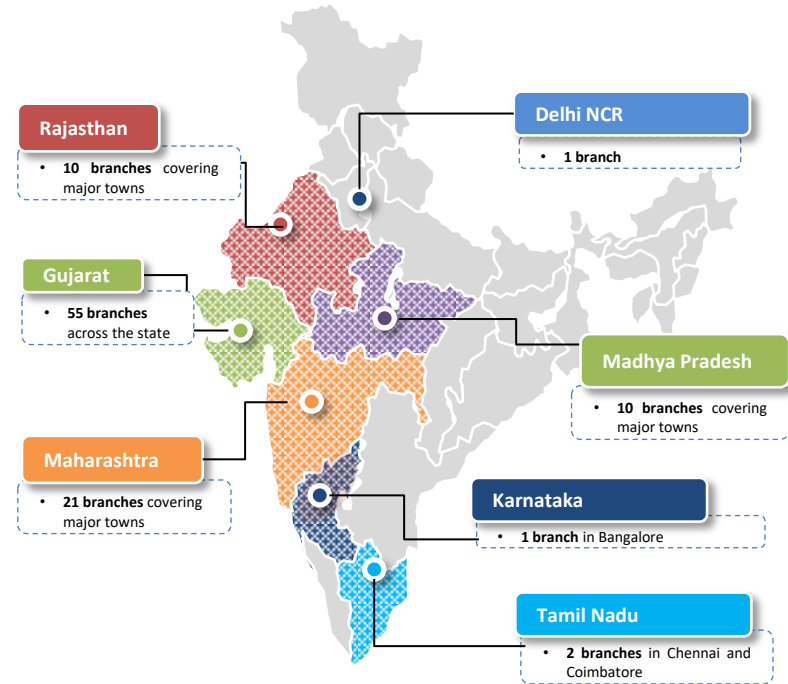 Rajasthan
• 10 branches covering
major towns
Delhi NCR
• 1 branch
Gujarat
• 55 branches
across the state
Madhya Pradesh
• 10 branches covering
major towns
Maharashtra
• 21 branches covering
major towns
Karnataka
• 1 branch in Bangalore
Tamil Nadu
• 2 branches in Chennai and
Coimbatore